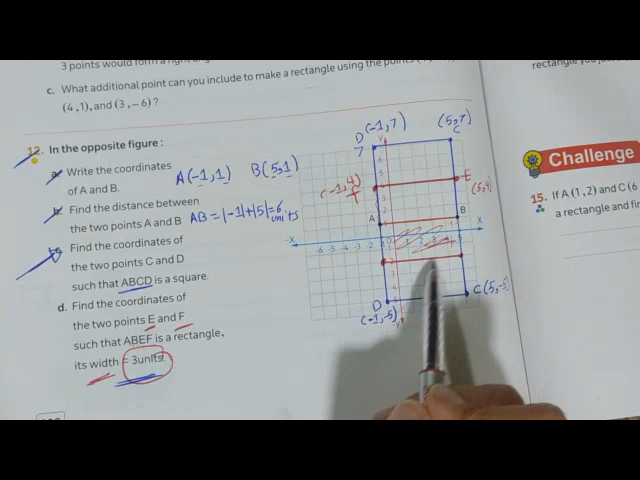 3 points would form a right
c. What additional point can you include to make a rectangle using the points
(4,1), and (3,-6)?
12. In the opposite figure :
a. Write the coordinates
of A and B.
A(-1,1) B(5,1)
b. Find the distance between
the two points A and B
AB = |-1|+|5|=6
units
c. Find the coordinates of
the two points C and D
such that ABCD is a square.
d. Find the coordinates of
the two points E and F
such that ABEF is a rectangle,
its width = 3units.
D (-1,7)
(5,7)
C
7
Y
(-1,4)
F
E
(5,4)
A
B
X
-X
D
(-1,-5)
-Y
C (5,-5)
rectangle you
Challenge
15. If A (1,2) and C (6
a rectangle and fin